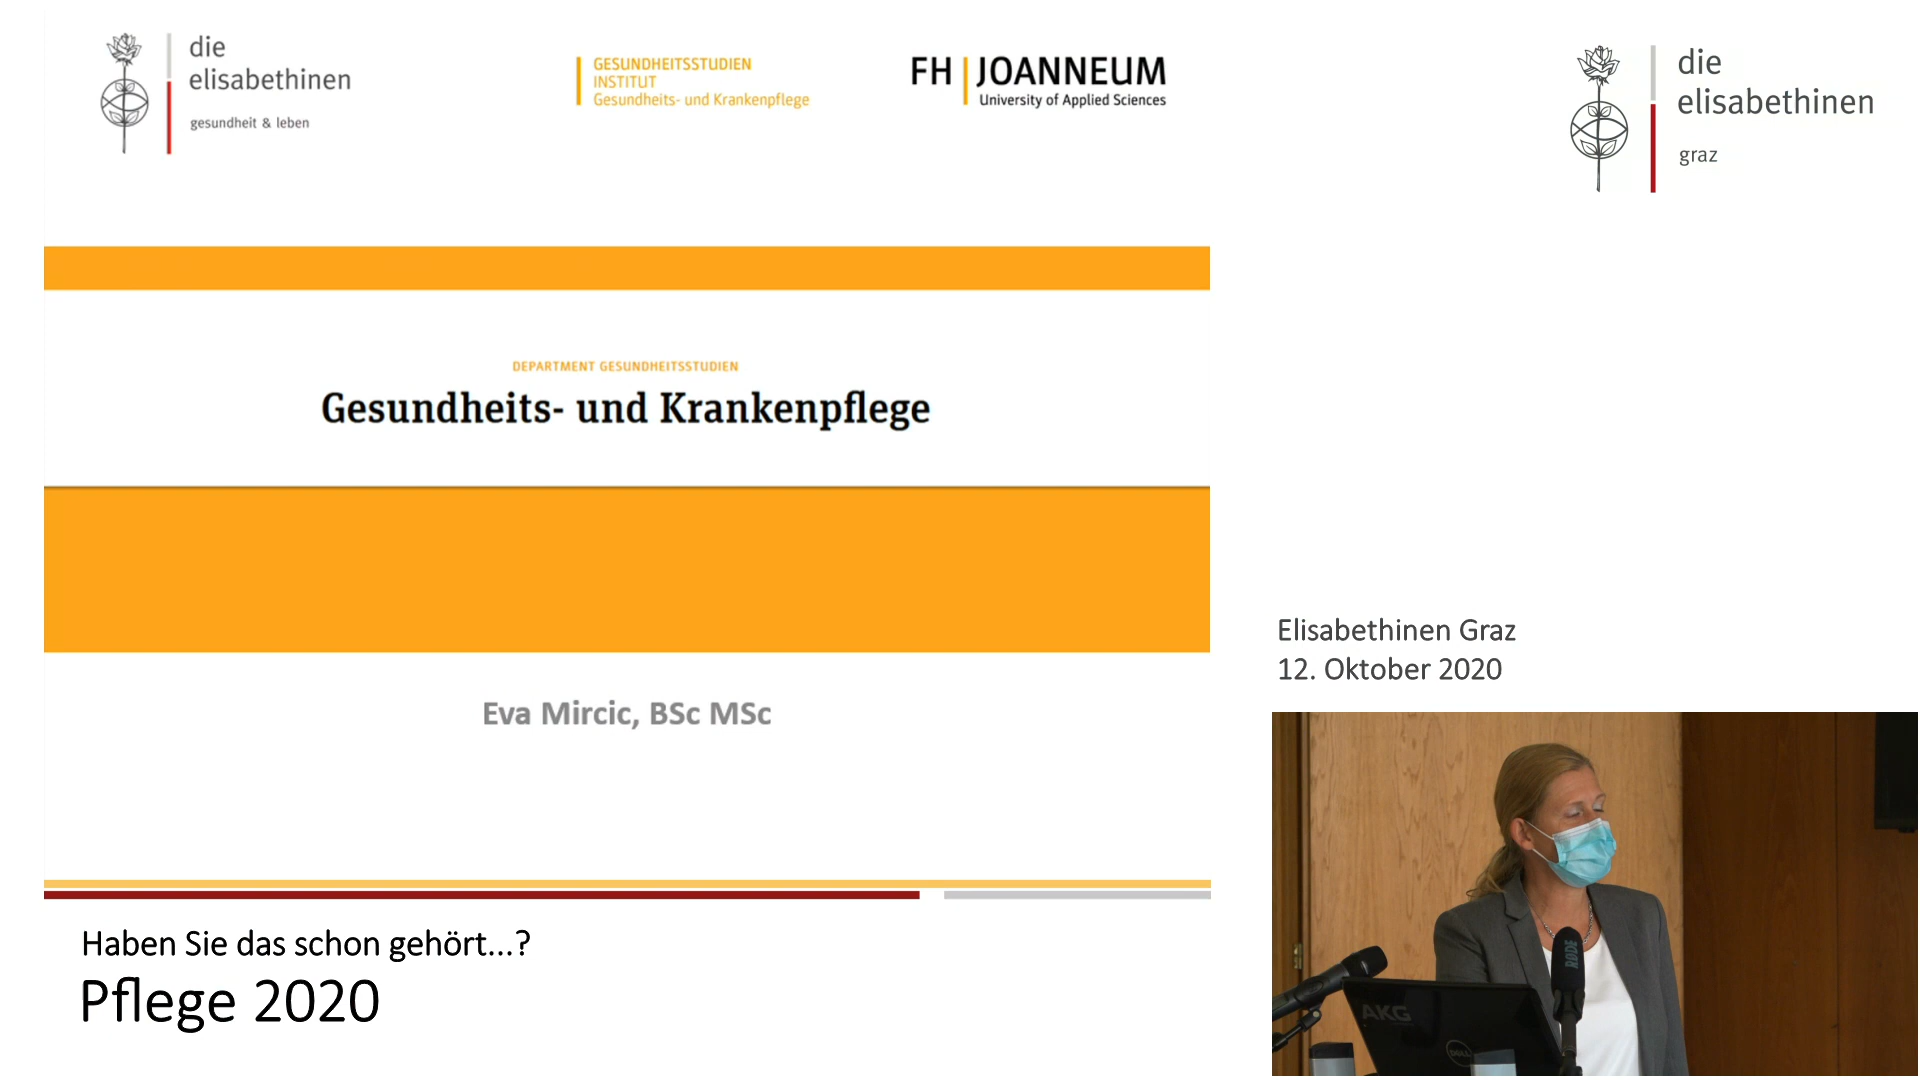 die
elisabethinen
gesundheit & leben
GESUNDHEITSSTUDIEN
INSTITUT
Gesundheits- und Krankenpflege
FH JOANNEUM
University of Applied Sciences
die
elisabethinen
graz
DEPARTMENT GESUNDHEITSSTUDIEN
Gesundheits- und Krankenpflege
Eva Mircic, BSc MSc
Elisabethinen Graz
12. Oktober 2020
Haben Sie das schon gehört...?
Pflege 2020
RODE
AKG
DELL